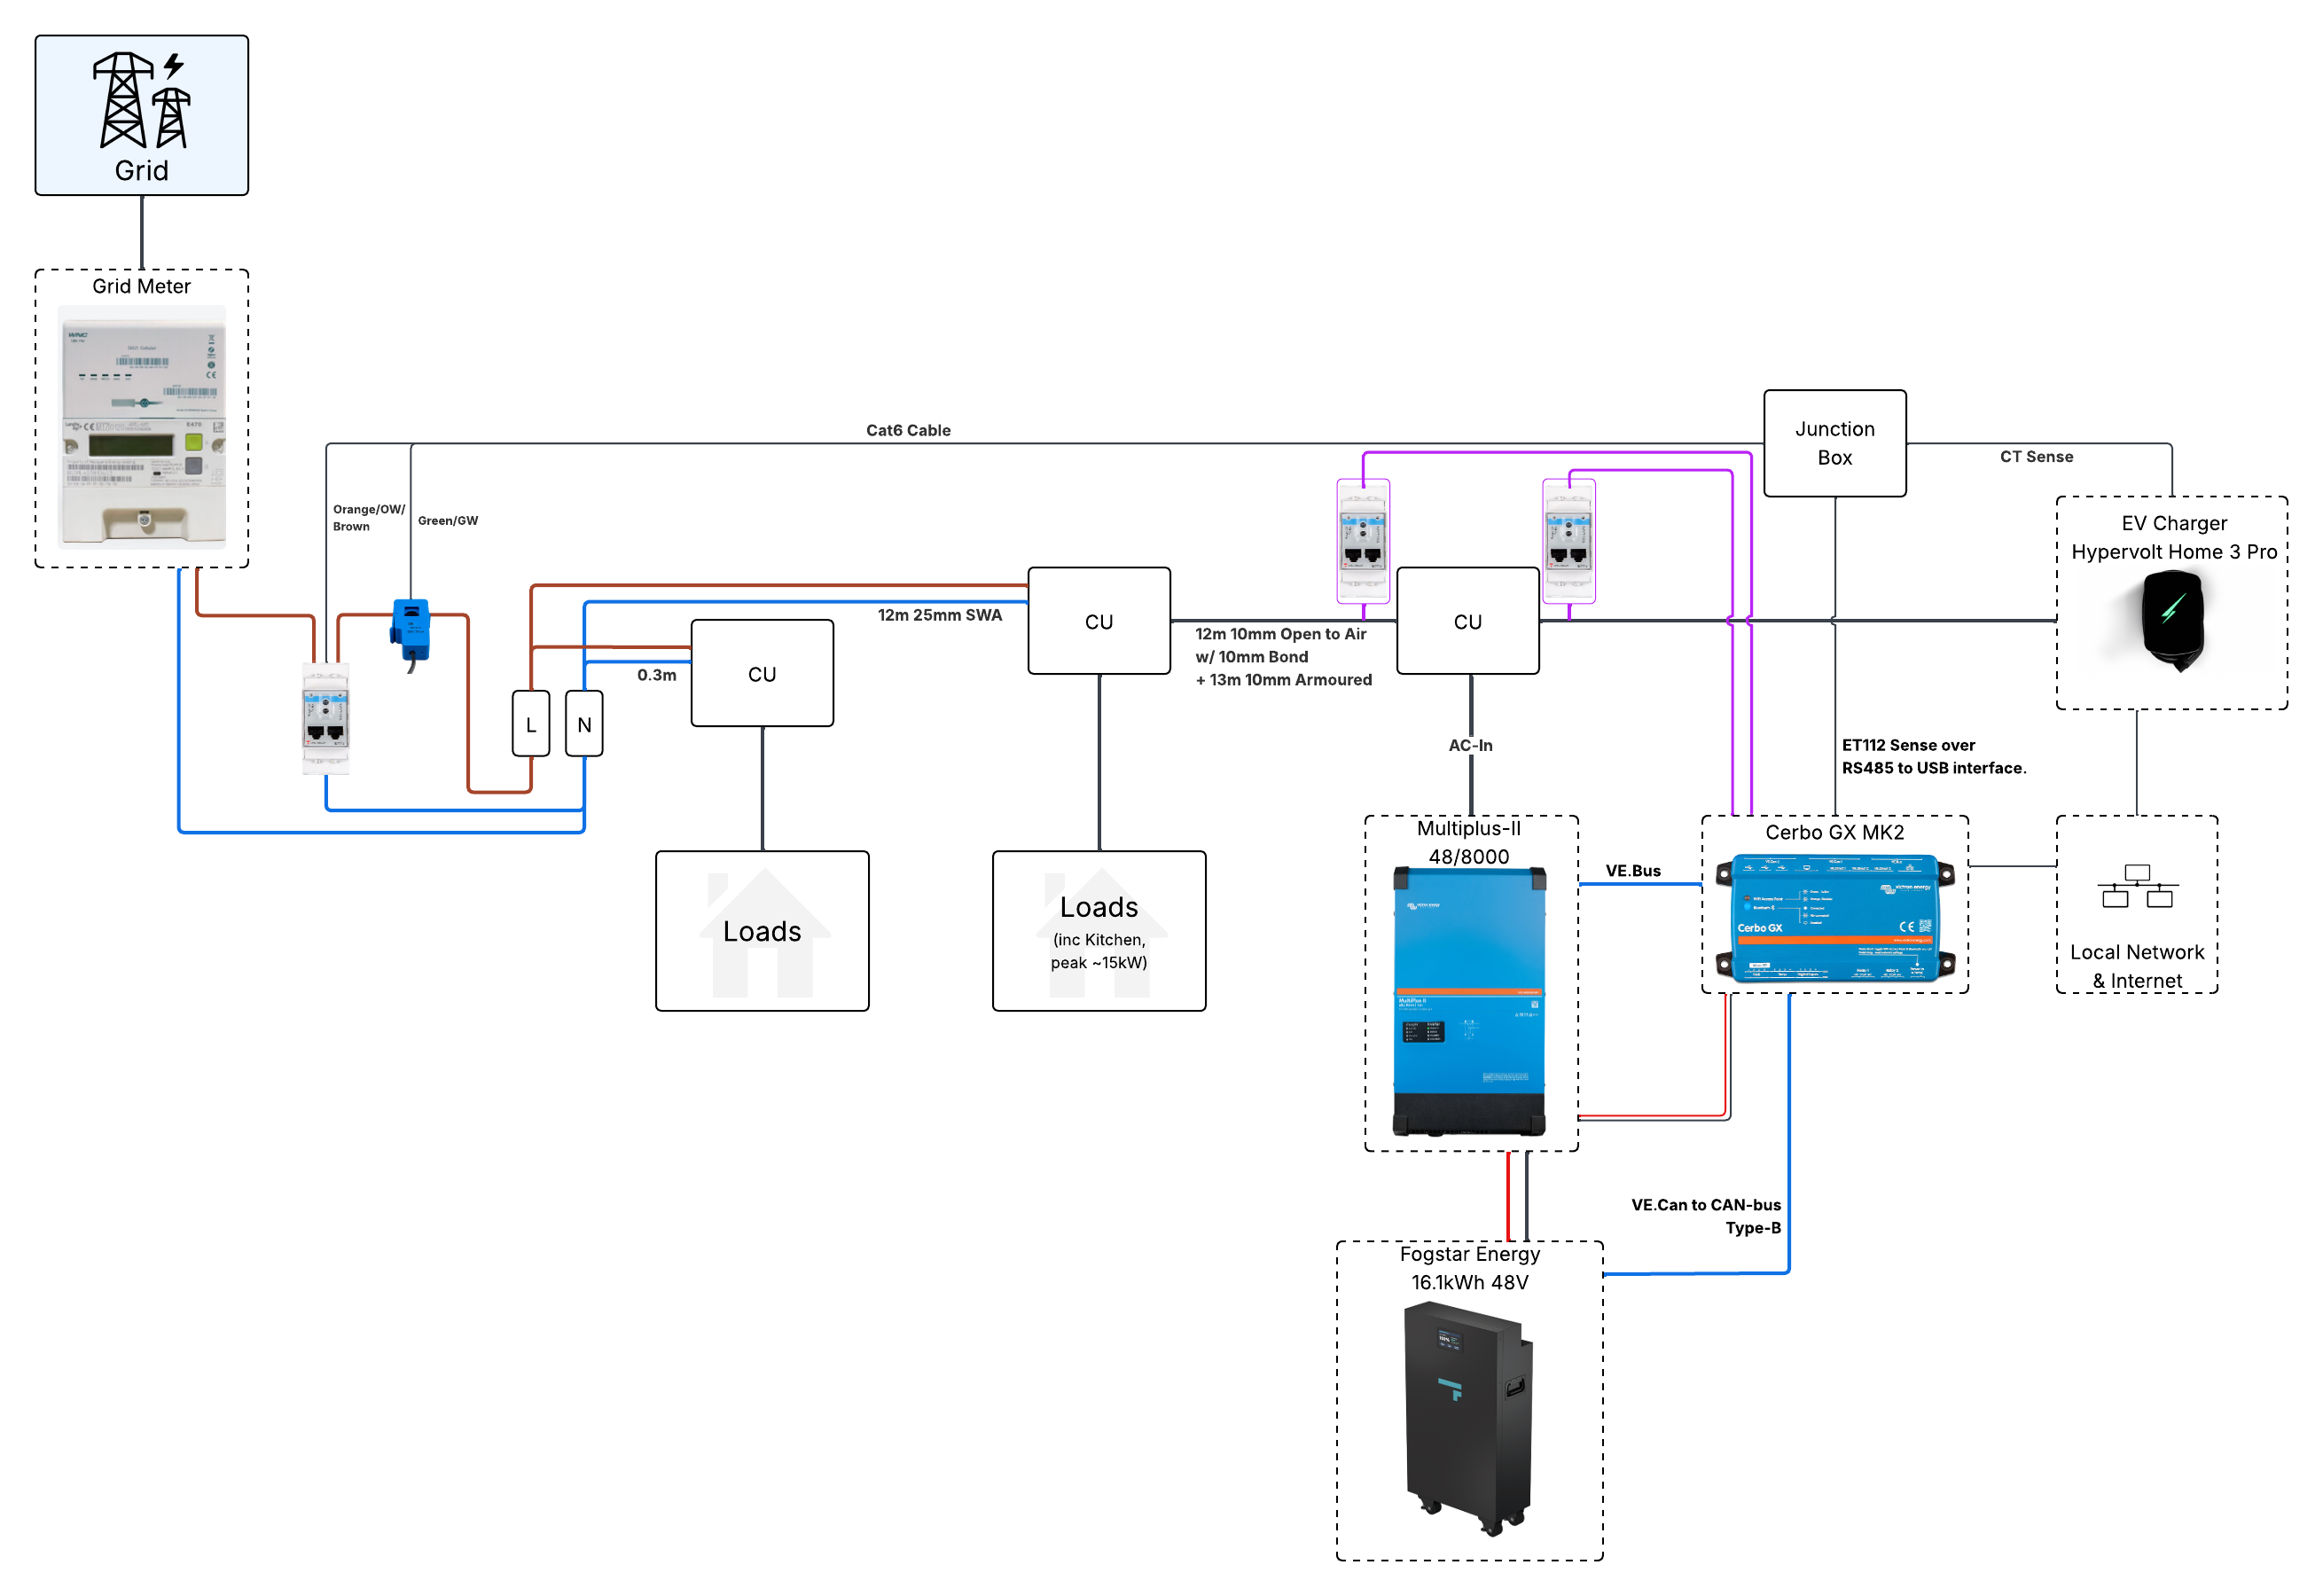 Grid
Grid Meter
Cat6 Cable
Orange/OW/
Brown
Green/GW
Junction
Box
CT Sense
EV Charger
Hypervolt Home 3 Pro
12m 25mm SWA
0.3m
CU
CU
CU
L
N
12m 10mm Open to Air
w/ 10mm Bond
+ 13m 10mm Armoured
AC-In
ET112 Sense over
RS485 to USB interface.
Loads
Loads
(inc Kitchen,
peak ~15kW)
Multiplus-II
48/8000
VE.Bus
Cerbo GX MK2
Cerbo GX
Local Network
& Internet
VE.Can to CAN-bus
Type-B
Fogstar Energy
16.1kWh 48V